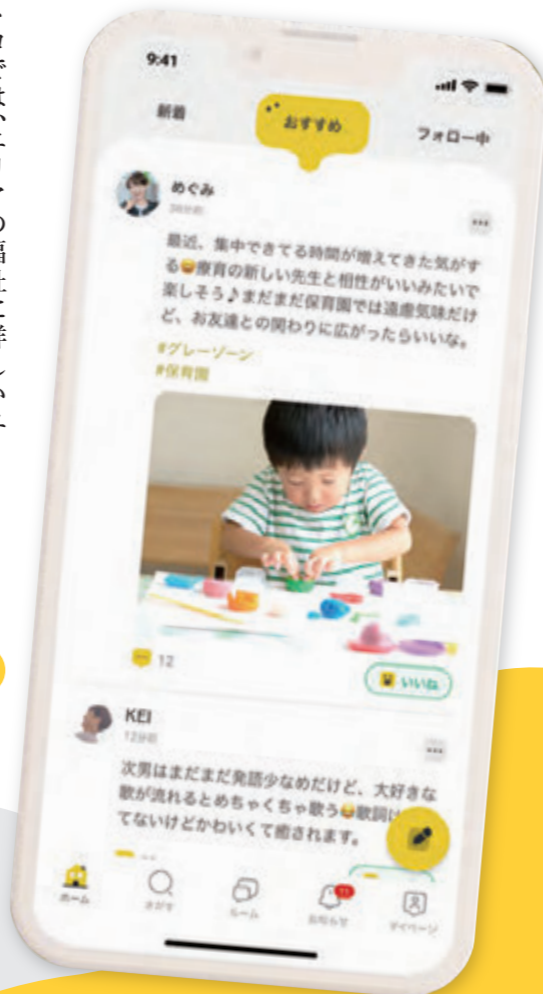 9:41
新着
おすすめ
フォロー中
めぐみ
最近、集中できてる時間が増えてきた気がす
る😄療育の新しい先生と相性がいいみたいで
楽しそう♪まだまだ保育園では遠慮気味だけ
ど、お友達との関わりに広がったらいいな。
#グレーゾーン
#保育園
12
いいね
KEI
12分前
次男はまだまだ発語少なめだけど、大好きな
歌が流れるとめちゃくちゃ歌う😄歌詞は
てないけどかわいくて癒されます。
ホーム
さがす
ルーム
お知らせ
11
マイページ